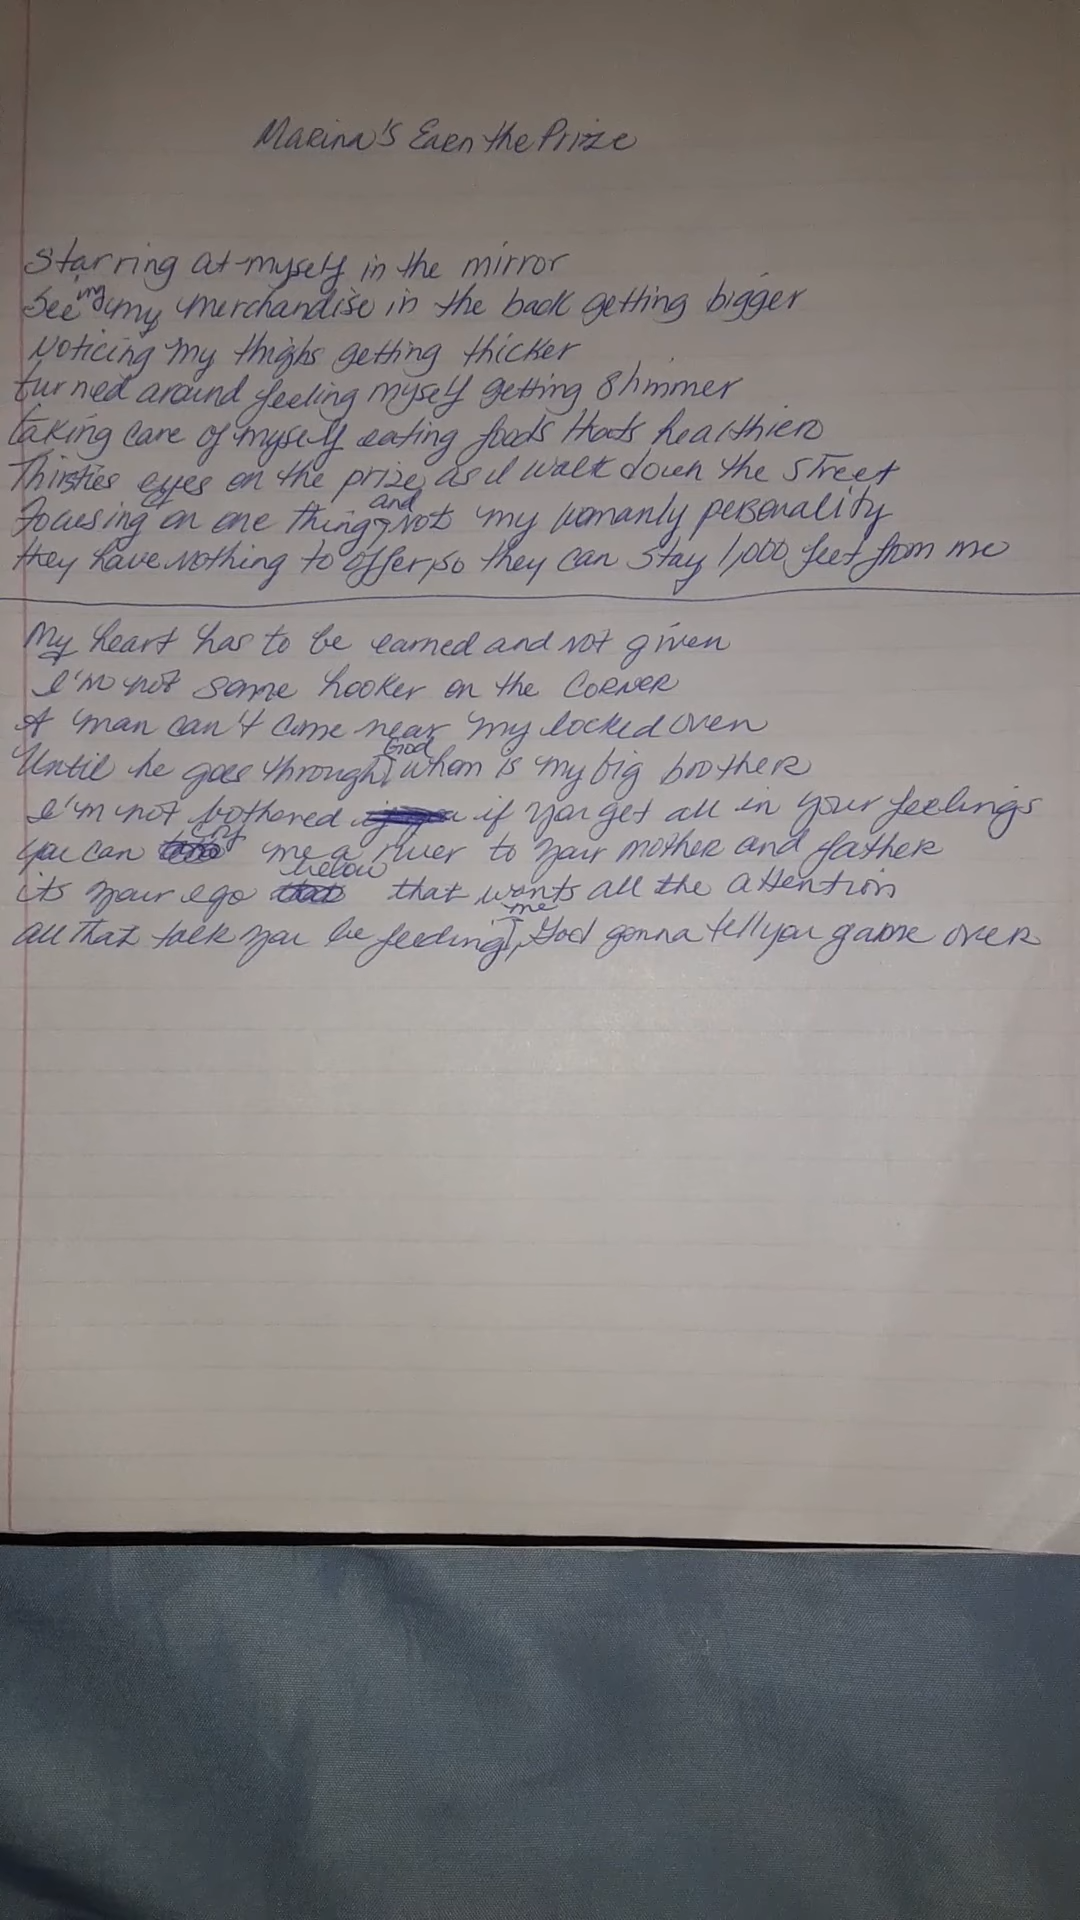 Marina's Earn the Prize
Starring at myself in the mirror
Seeing my merchandise in the back getting bigger
Noticing my thighs getting thicker
turned around feeling myself getting shimmer
taking care of myself eating foods thats healthier
Thirsties eyes on the prize, as I walk down the street
Focusing on one thing, and not my womanly personality
they have nothing to offer, so they can stay 1,000 feet from me
My heart has to be earned and not given
I'm not some hooker on the corner
A man can't come near my locked oven
Until he goes through God whom is my big brother
I'm not bothered if you get all in your feelings
you can cry me a river to your mother and father
its your ego below that wants all the attention
all that talk you be feeding me, God gonna tell you game over